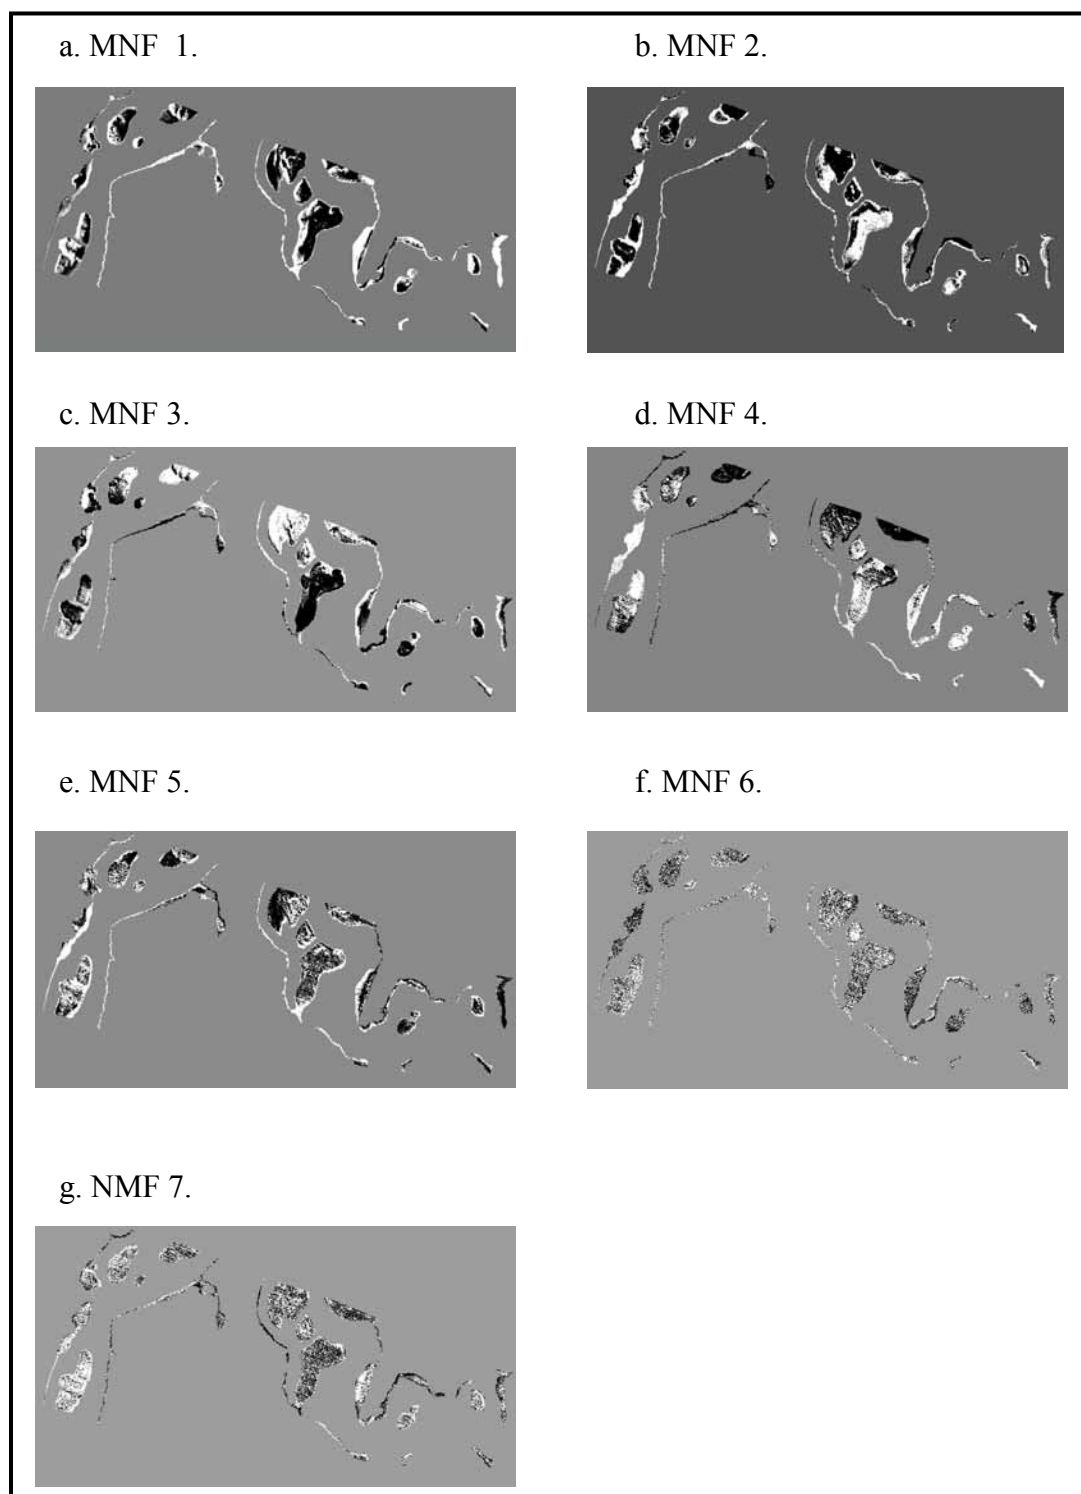 a. MNF 1.
b. MNF 2.
c. MNF 3.
d. MNF 4.
e. MNF 5.
f. MNF 6.
g. NMF 7.